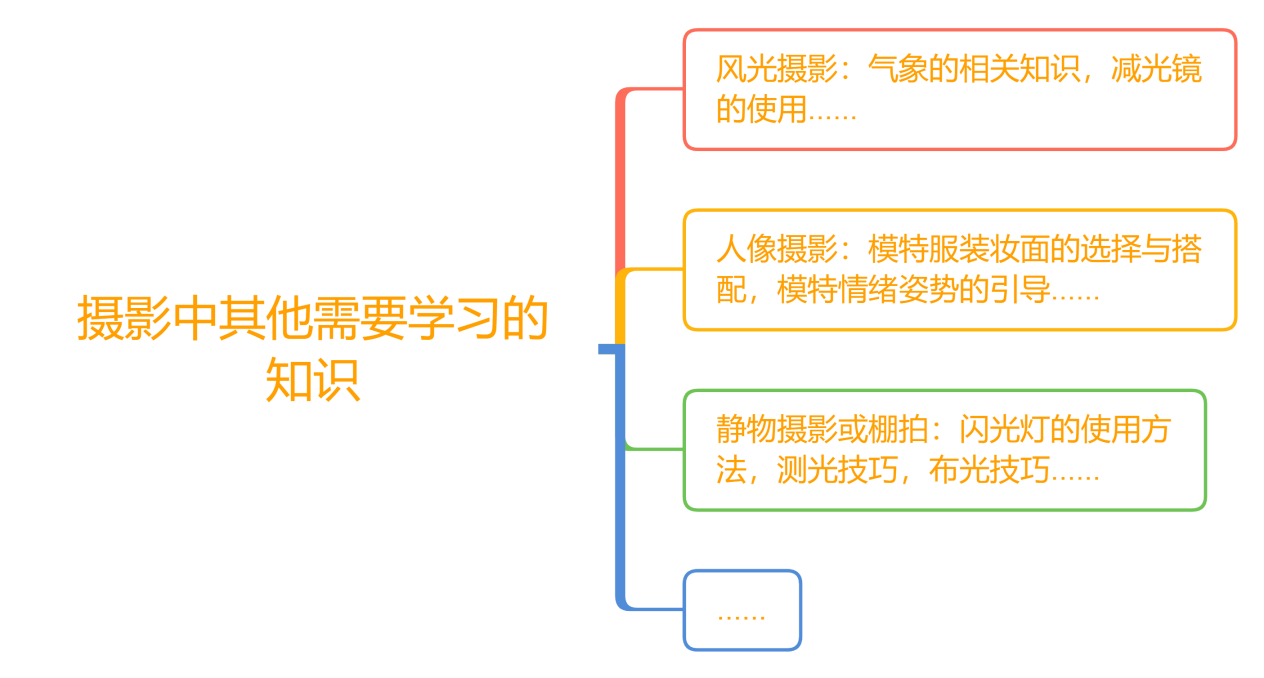 摄影中其他需要学习的
知识
风光摄影：气象的相关知识，减光镜
的使用……
人像摄影：模特服装妆面的选择与搭
配，模特情绪姿势的引导……
静物摄影或棚拍：闪光灯的使用方
法，测光技巧，布光技巧……
……